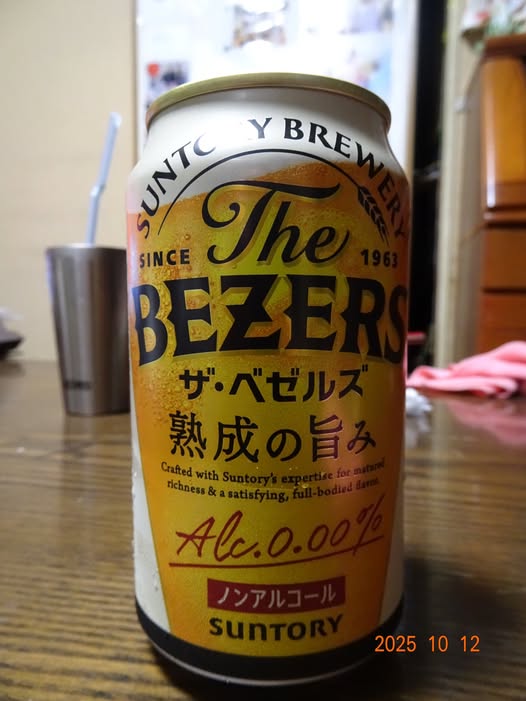 SUNTORY BREWERY
The
SINCE 1963
BEZERS
ザ・ベゼルズ
熟成の旨み
Crafted with Suntory's expertise for matured
richness & a satisfying, full-bodied flavor.
Alc.0.00%
ノンアルコール
SUNTORY
2025 10 12